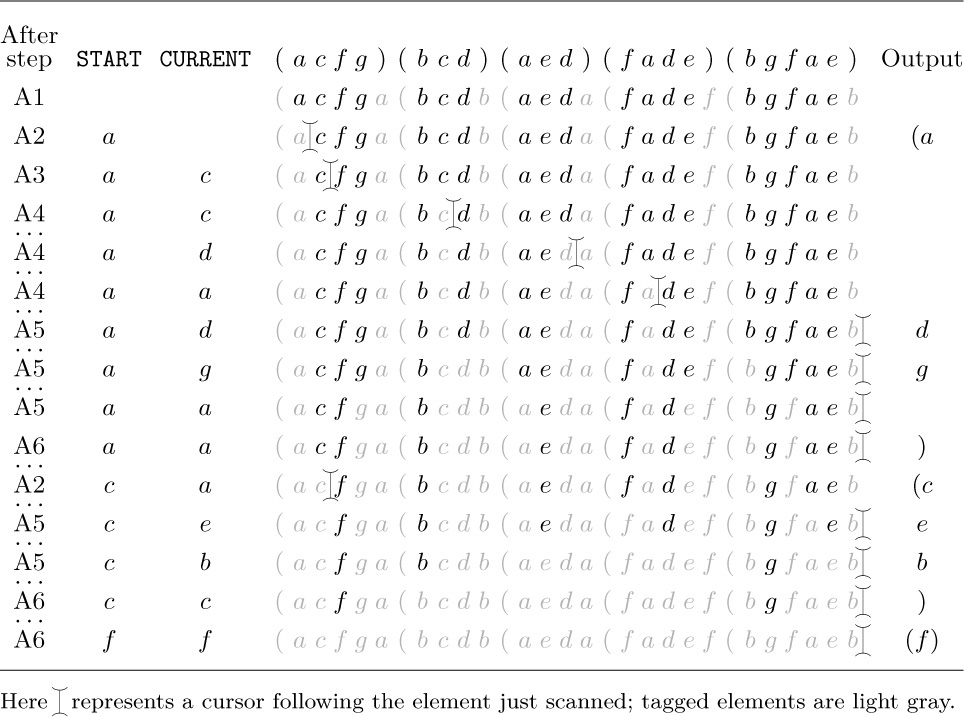 After
step START CURRENT ( a c f g ) ( b c d ) ( a e d ) ( f a d e ) ( b g f a e ) Output
A1 ( a c f g a ( b c d b ( a e d a ( f a d e f ( b g f a e b
A2 a ( a c f g a ( b c d b ( a e d a ( f a d e f ( b g f a e b (a
A3 a c ( a c f g a ( b c d b ( a e d a ( f a d e f ( b g f a e b
A4 a c ( a c f g a ( b c d b ( a e d a ( f a d e f ( b g f a e b
...
A4 a d ( a c f g a ( b c d b ( a e d a ( f a d e f ( b g f a e b
...
A4 a a ( a c f g a ( b c d b ( a e d a ( f a d e f ( b g f a e b
...
A5 a d ( a c f g a ( b c d b ( a e d a ( f a d e f ( b g f a e b d
...
A5 a g ( a c f g a ( b c d b ( a e d a ( f a d e f ( b g f a e b g
...
A5 a a ( a c f g a ( b c d b ( a e d a ( f a d e f ( b g f a e b
A6 a a ( a c f g a ( b c d b ( a e d a ( f a d e f ( b g f a e b )
...
A2 c a ( a c f g a ( b c d b ( a e d a ( f a d e f ( b g f a e b (c
...
A5 c e ( a c f g a ( b c d b ( a e d a ( f a d e f ( b g f a e b e
...
A5 c b ( a c f g a ( b c d b ( a e d a ( f a d e f ( b g f a e b b
...
A6 c c ( a c f g a ( b c d b ( a e d a ( f a d e f ( b g f a e b )
...
A6 f f ( a c f g a ( b c d b ( a e d a ( f a d e f ( b g f a e b (f)
Here represents a cursor following the element just scanned; tagged elements are light gray.